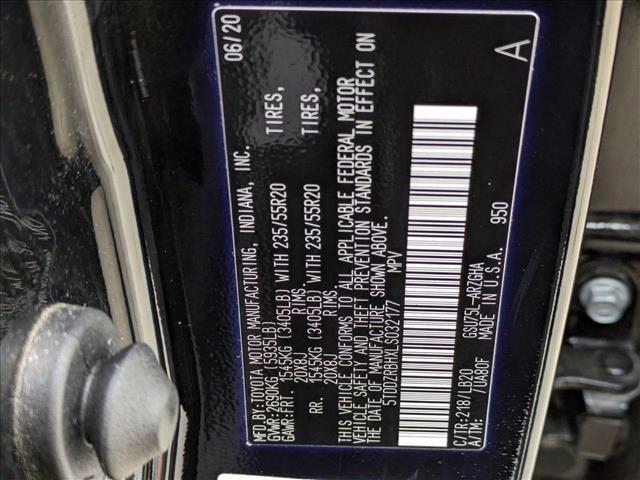 MFD.BY:TOYOTA MOTOR MANUFACTURING, INDIANA, INC. 06/20
GVWR:2690KG (5935LB)
GAWR:FRT. 1545KG (3405LB) WITH 235/55R20 TIRES,
20X8J RIMS,
RR. 1545KG (3405LB) WITH 235/55R20 TIRES,
20X8J RIMS,
THIS VEHICLE CONFORMS TO ALL APPLICABLE FEDERAL MOTOR
VEHICLE SAFETY AND THEFT PREVENTION STANDARDS IN EFFECT ON
THE DATE OF MANUFACTURE SHOWN ABOVE.
5TDDZRBHXLS032177 MPV
C/TR:218/LB20 GSU75L-ARZGHA 950
A/TM: /UA80F MADE IN U.S.A.
A